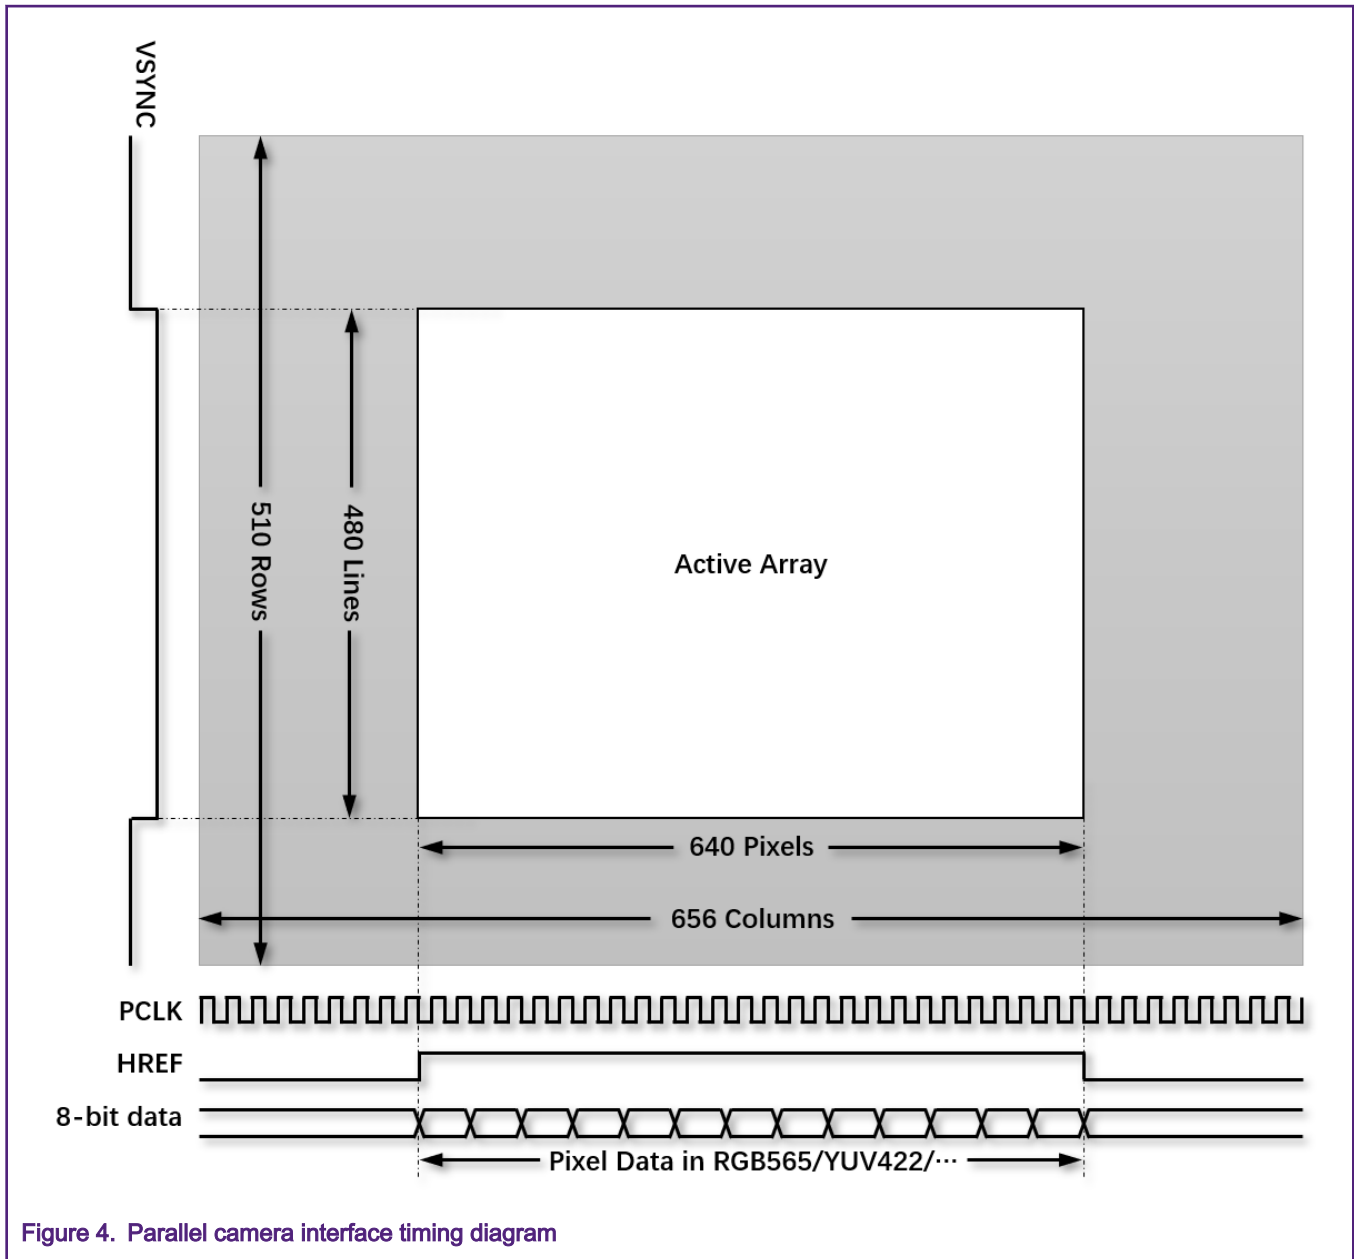 VSYNC
510 Rows
480 Lines
Active Array
640 Pixels
656 Columns
PCLK
HREF
8-bit data
Pixel Data in RGB565/YUV422/···
Figure 4. Parallel camera interface timing diagram